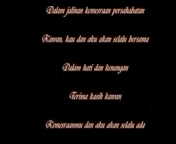 Dalam jalinan kemesraan persahabatan
Kawan, kau dan aku akan selalu bersama
Dalam hati dan kenangan
Terima kasih kawan
Kemesraanmu dan aku akan selalu ada